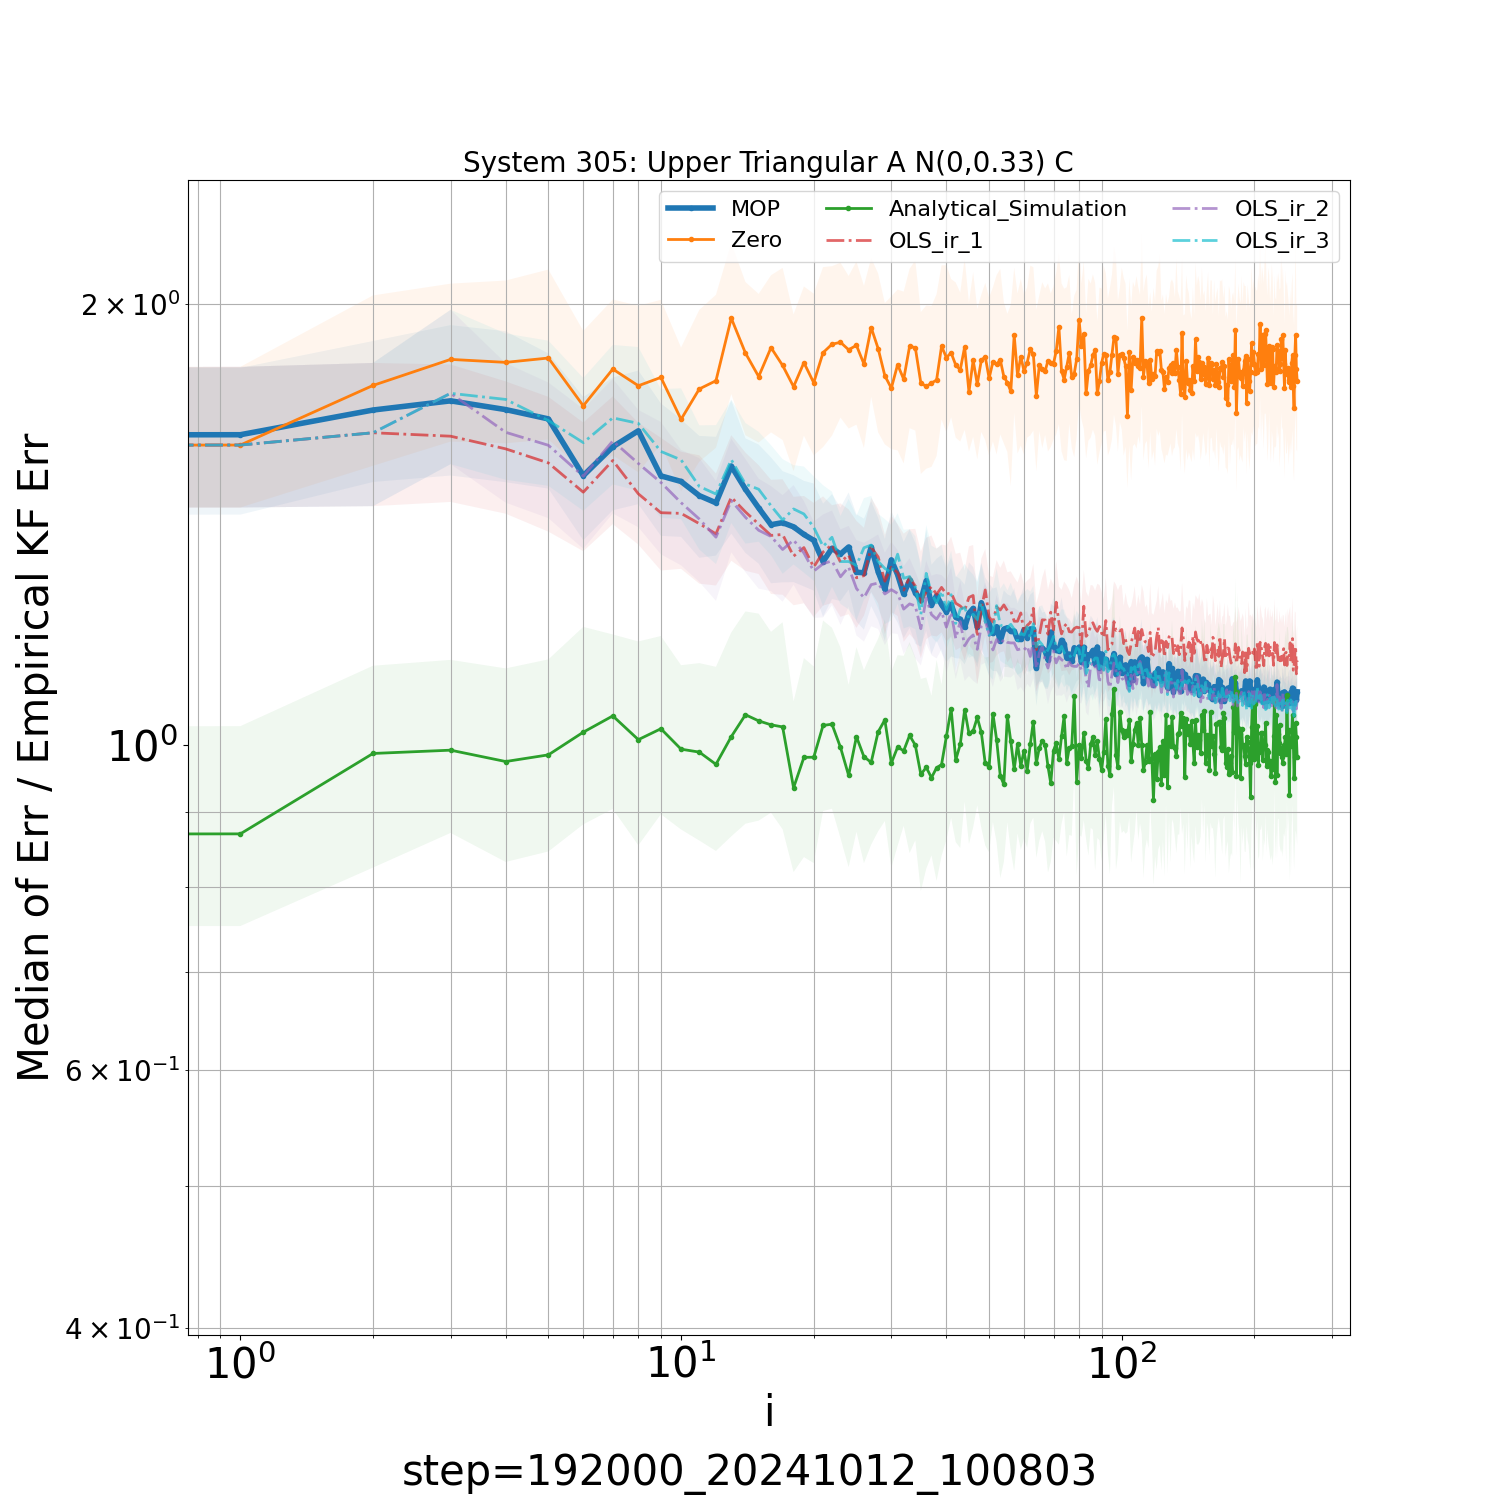 System 305: Upper Triangular A N(0,0.33) C
MOP
Zero
Analytical_Simulation
OLS_ir_1
OLS_ir_2
OLS_ir_3
Median of Err / Empirical KF Err
2 × 10⁰
10⁰
6 × 10⁻¹
4 × 10⁻¹
10⁰
10¹
10²
i
step=192000_20241012_100803